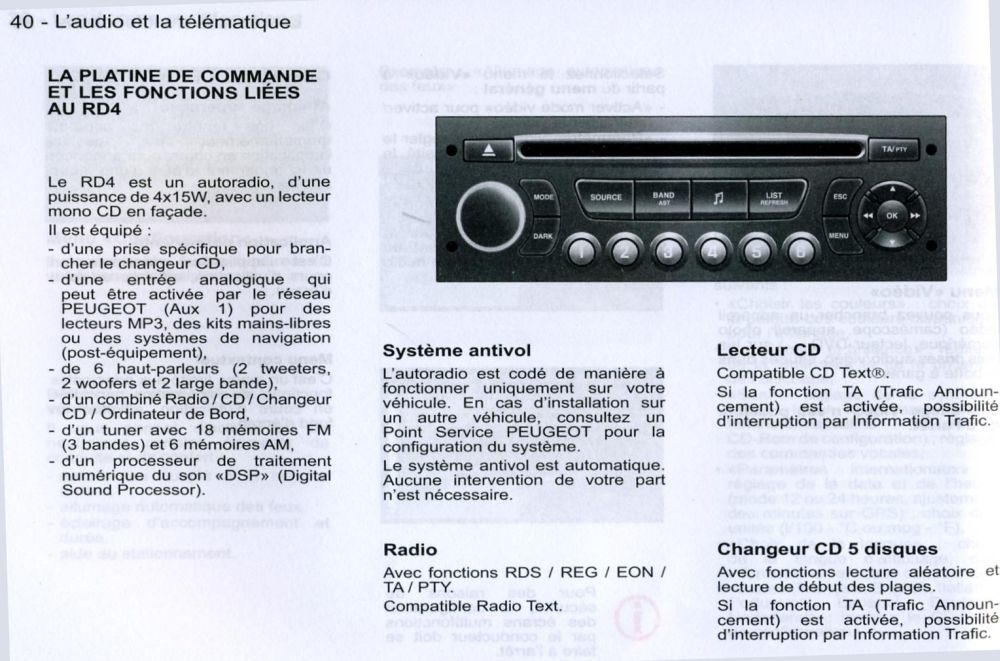 40 - L'audio et la télématique
LA PLATINE DE COMMANDE
ET LES FONCTIONS LIÉES
AU RD4
Le RD4 est un autoradio, d'une
puissance de 4x15W, avec un lecteur
mono CD en façade.
Il est équipé :
- d'une prise spécifique pour bran-
cher le changeur CD,
- d'une entrée analogique qui
peut être activée par le réseau
PEUGEOT (Aux 1) pour des
lecteurs MP3, des kits mains-libres
ou des systèmes de navigation
(post-équipement),
- de 6 haut-parleurs (2 tweeters,
2 woofers et 2 large bande),
- d'un combiné Radio / CD / Changeur
CD / Ordinateur de Bord,
- d'un tuner avec 18 mémoires FM
(3 bandes) et 6 mémoires AM,
- d'un processeur de traitement
numérique du son «DSP» (Digital
Sound Processor).
TA/PTY
MODE
SOURCE
BAND
AST
LIST
REFRESH
ESC
OK
DARK
MENU
1 2 3 4 5 6
Système antivol
L'autoradio est codé de manière à
fonctionner uniquement sur votre
véhicule. En cas d'installation sur
un autre véhicule, consultez un
Point Service PEUGEOT pour la
configuration du système.
Le système antivol est automatique.
Aucune intervention de votre part
n'est nécessaire.
Radio
Avec fonctions RDS / REG / EON /
TA / PTY.
Compatible Radio Text.
Lecteur CD
Compatible CD Text®.
Si la fonction TA (Trafic Announ-
cement) est activée, possibilité
d'interruption par Information Trafic.
Changeur CD 5 disques
Avec fonctions lecture aléatoire et
lecture de début des plages.
Si la fonction TA (Trafic Announ-
cement) est activée, possibilité
d'interruption par Information Trafic.